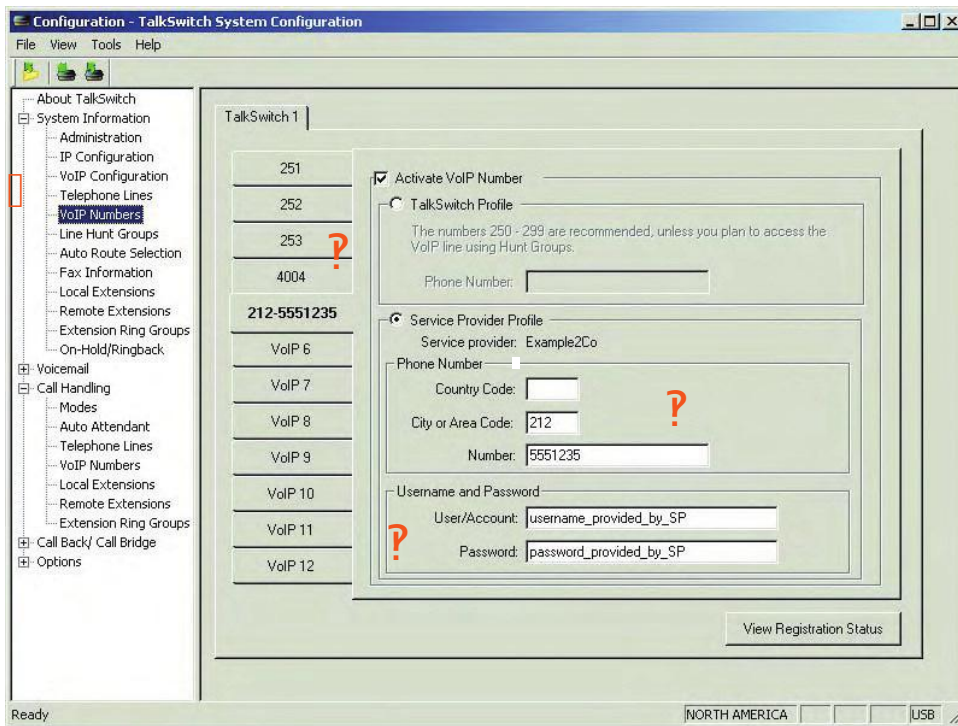 Configuration - TalkSwitch System Configuration
File View Tools Help
About TalkSwitch
System Information
Administration
IP Configuration
VoIP Configuration
Telephone Lines
VoIP Numbers
Line Hunt Groups
Auto Route Selection
Fax Information
Local Extensions
Remote Extensions
Extension Ring Groups
On-Hold/Ringback
Voicemail
Call Handling
Modes
Auto Attendant
Telephone Lines
VoIP Numbers
Local Extensions
Remote Extensions
Extension Ring Groups
Call Back/ Call Bridge
Options
TalkSwitch 1
251
252
253
4004
212-5551235
VoIP 6
VoIP 7
VoIP 8
VoIP 9
VoIP 10
VoIP 11
VoIP 12
Activate VoIP Number
TalkSwitch Profile
The numbers 250 - 299 are recommended, unless you plan to access the
VoIP line using Hunt Groups.
Phone Number:
Service Provider Profile
Service provider: Example2Co
Phone Number
Country Code:
City or Area Code: 212
Number: 5551235
Username and Password
User/Account: username_provided_by_SP
Password: password_provided_by_SP
‽
‽
‽
View Registration Status
Ready
NORTH AMERICA
USB